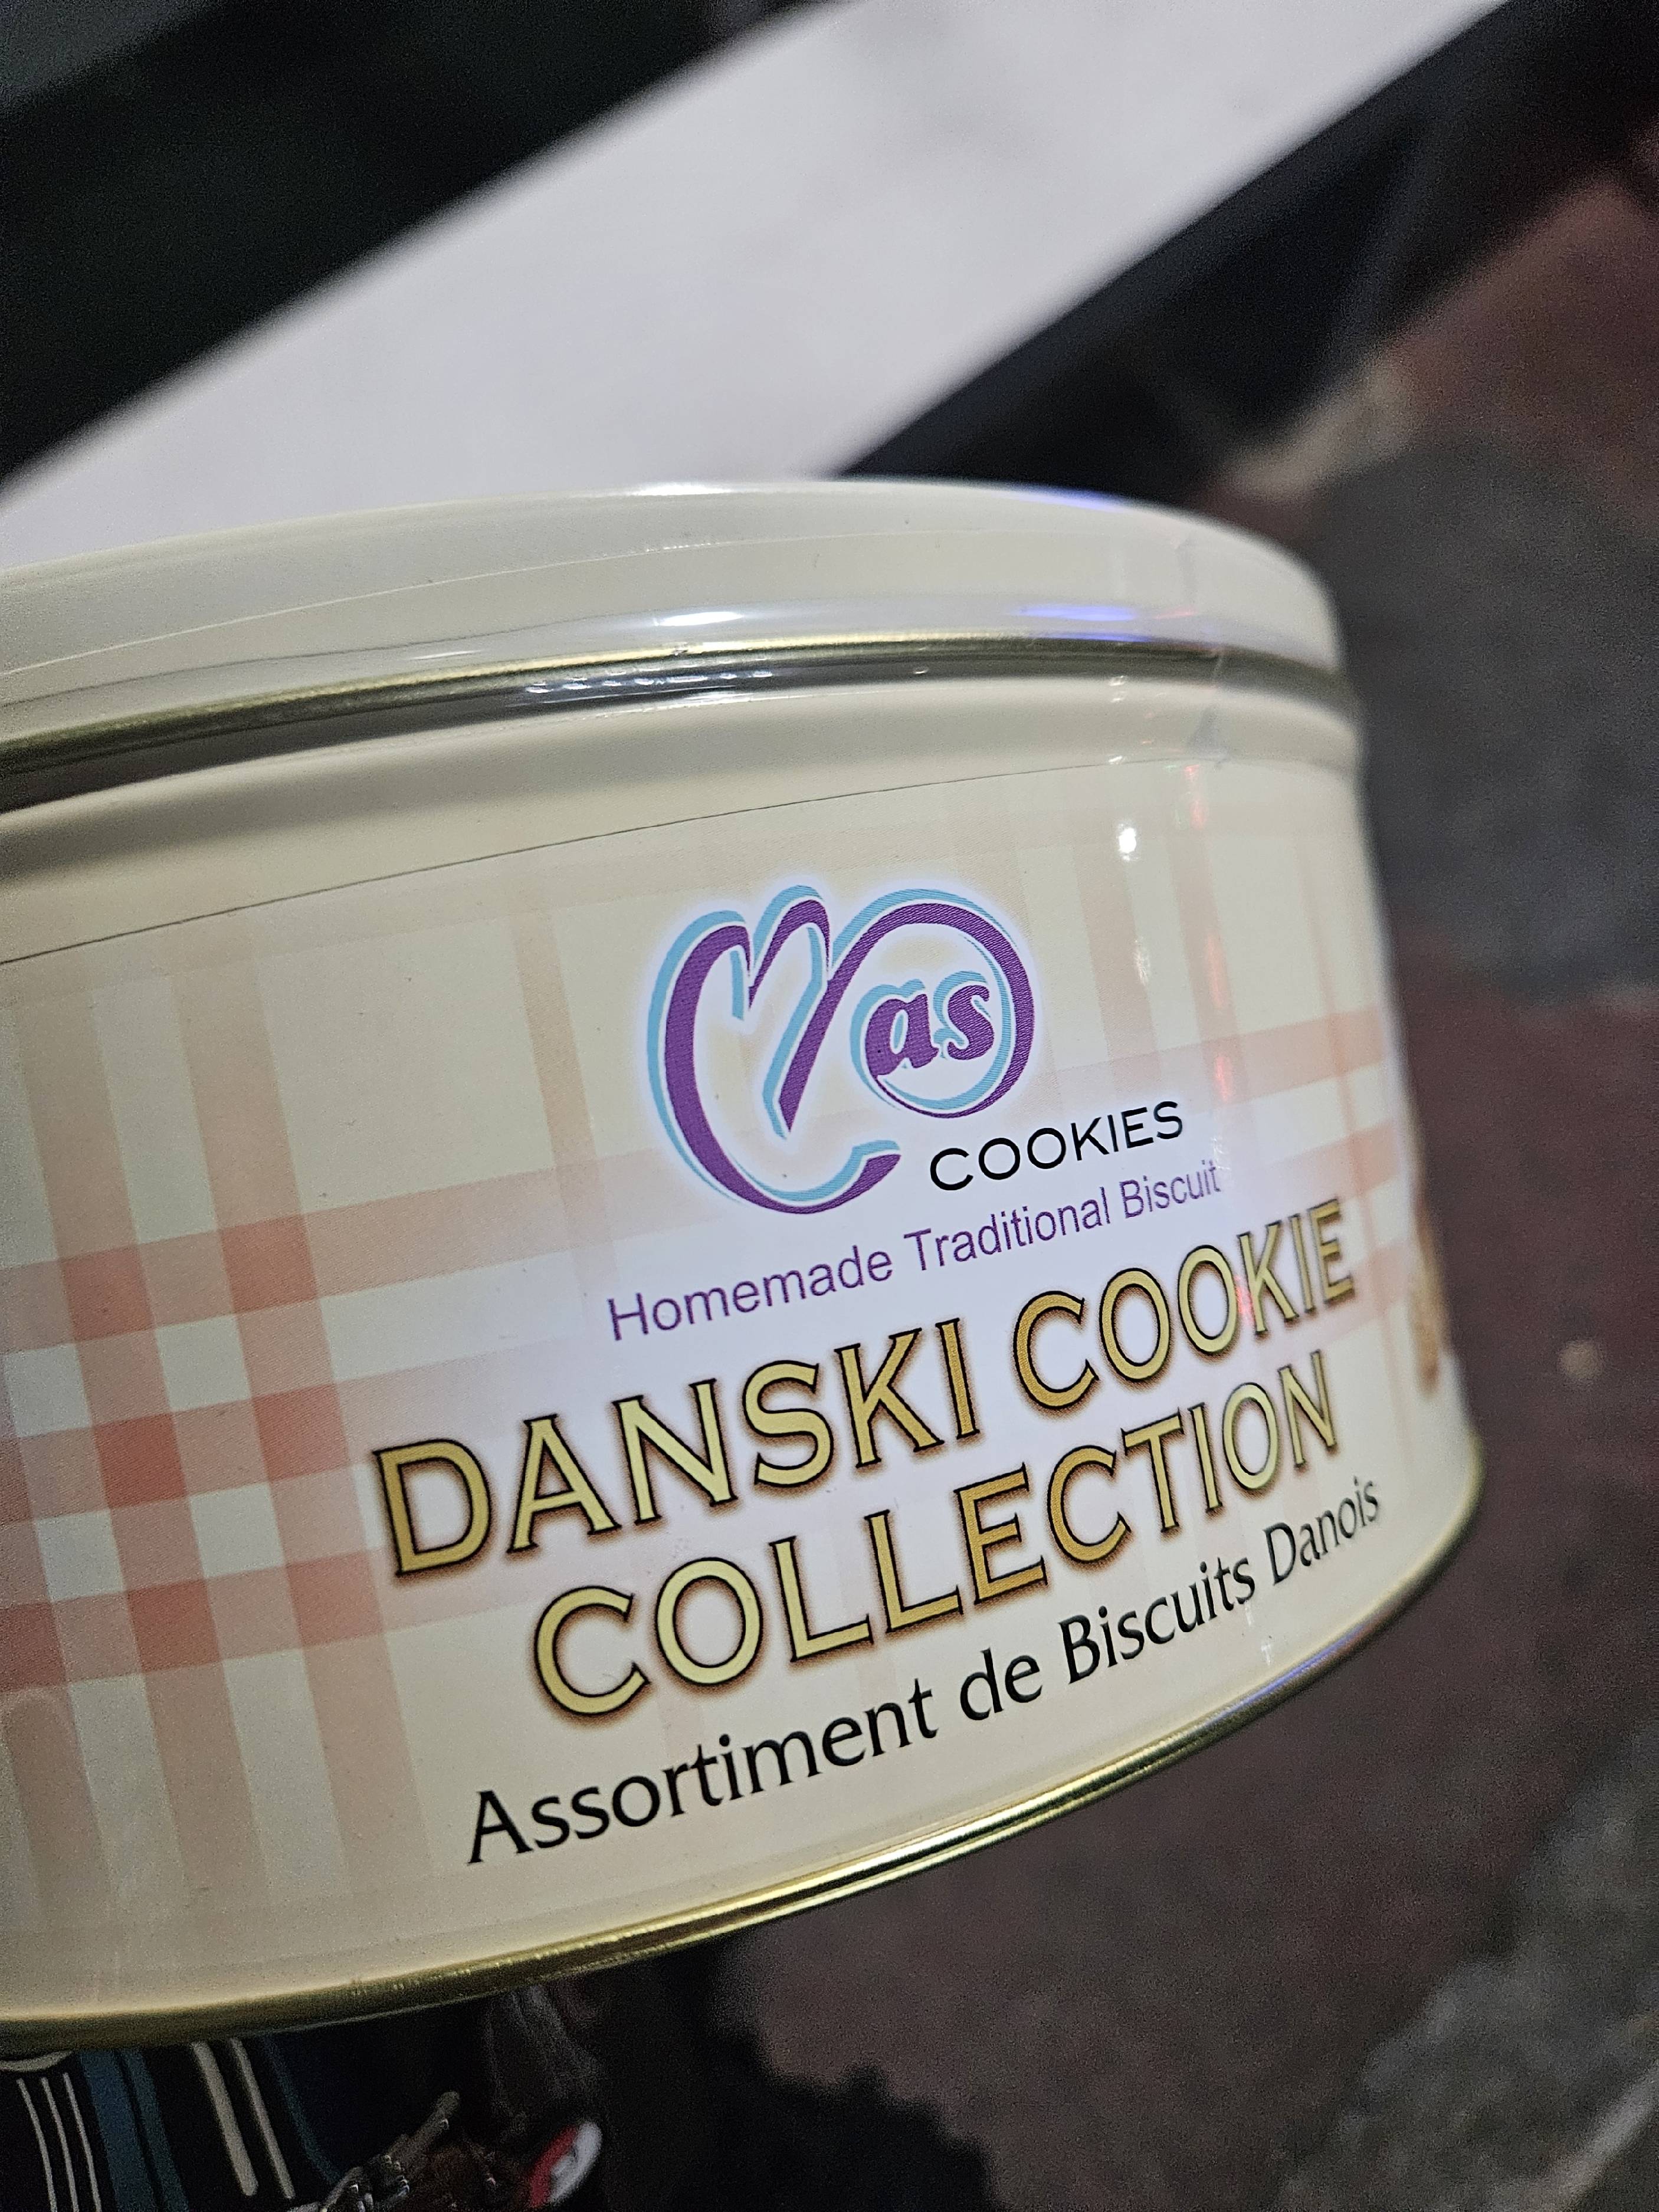 Mas
COOKIES
Homemade Traditional Biscuit
DANSKI COOKIE
COLLECTION
Assortiment de Biscuits Danois